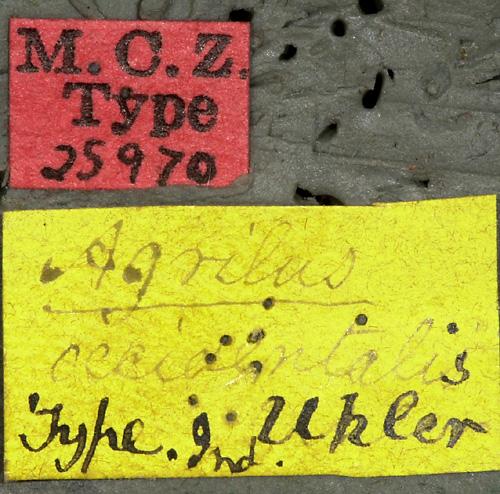 M.C.Z.
Type
25970
Agrilus
occidentalis
Type. Ind. Uhler